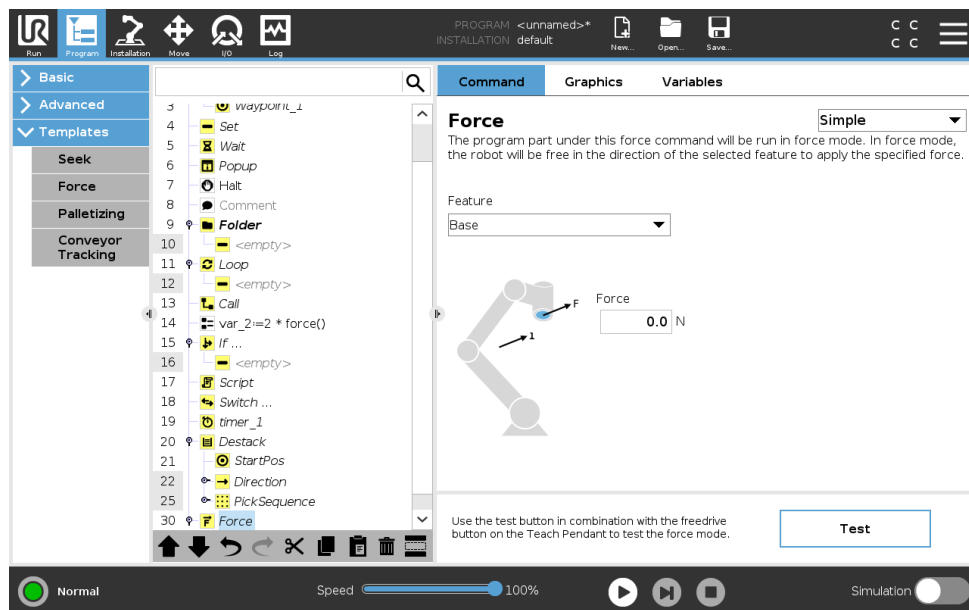 UR
PROGRAM <unnamed>*
INSTALLATION default
C C
C C
Run
Program
Installation
Move
I/O
Log
New...
Open...
Save...
Basic
Advanced
Templates
Seek
Force
Palletizing
Conveyor
Tracking
3 Waypoint_1
4 Set
5 Wait
6 Popup
7 Halt
8 Comment
9 Folder
10 <empty>
11 Loop
12 <empty>
13 Call
14 var_2:=2 * force()
15 If ...
16 <empty>
17 Script
18 Switch ...
19 timer_1
20 Destack
21 StartPos
22 Direction
25 PickSequence
30 F Force
Command Graphics Variables
Force
Simple
The program part under this force command will be run in force mode. In force mode,
the robot will be free in the direction of the selected feature to apply the specified force.
Feature
Base
F
1
Force
0.0 N
Use the test button in combination with the freedrive
button on the Teach Pendant to test the force mode.
Test
Normal
Speed 100%
Simulation